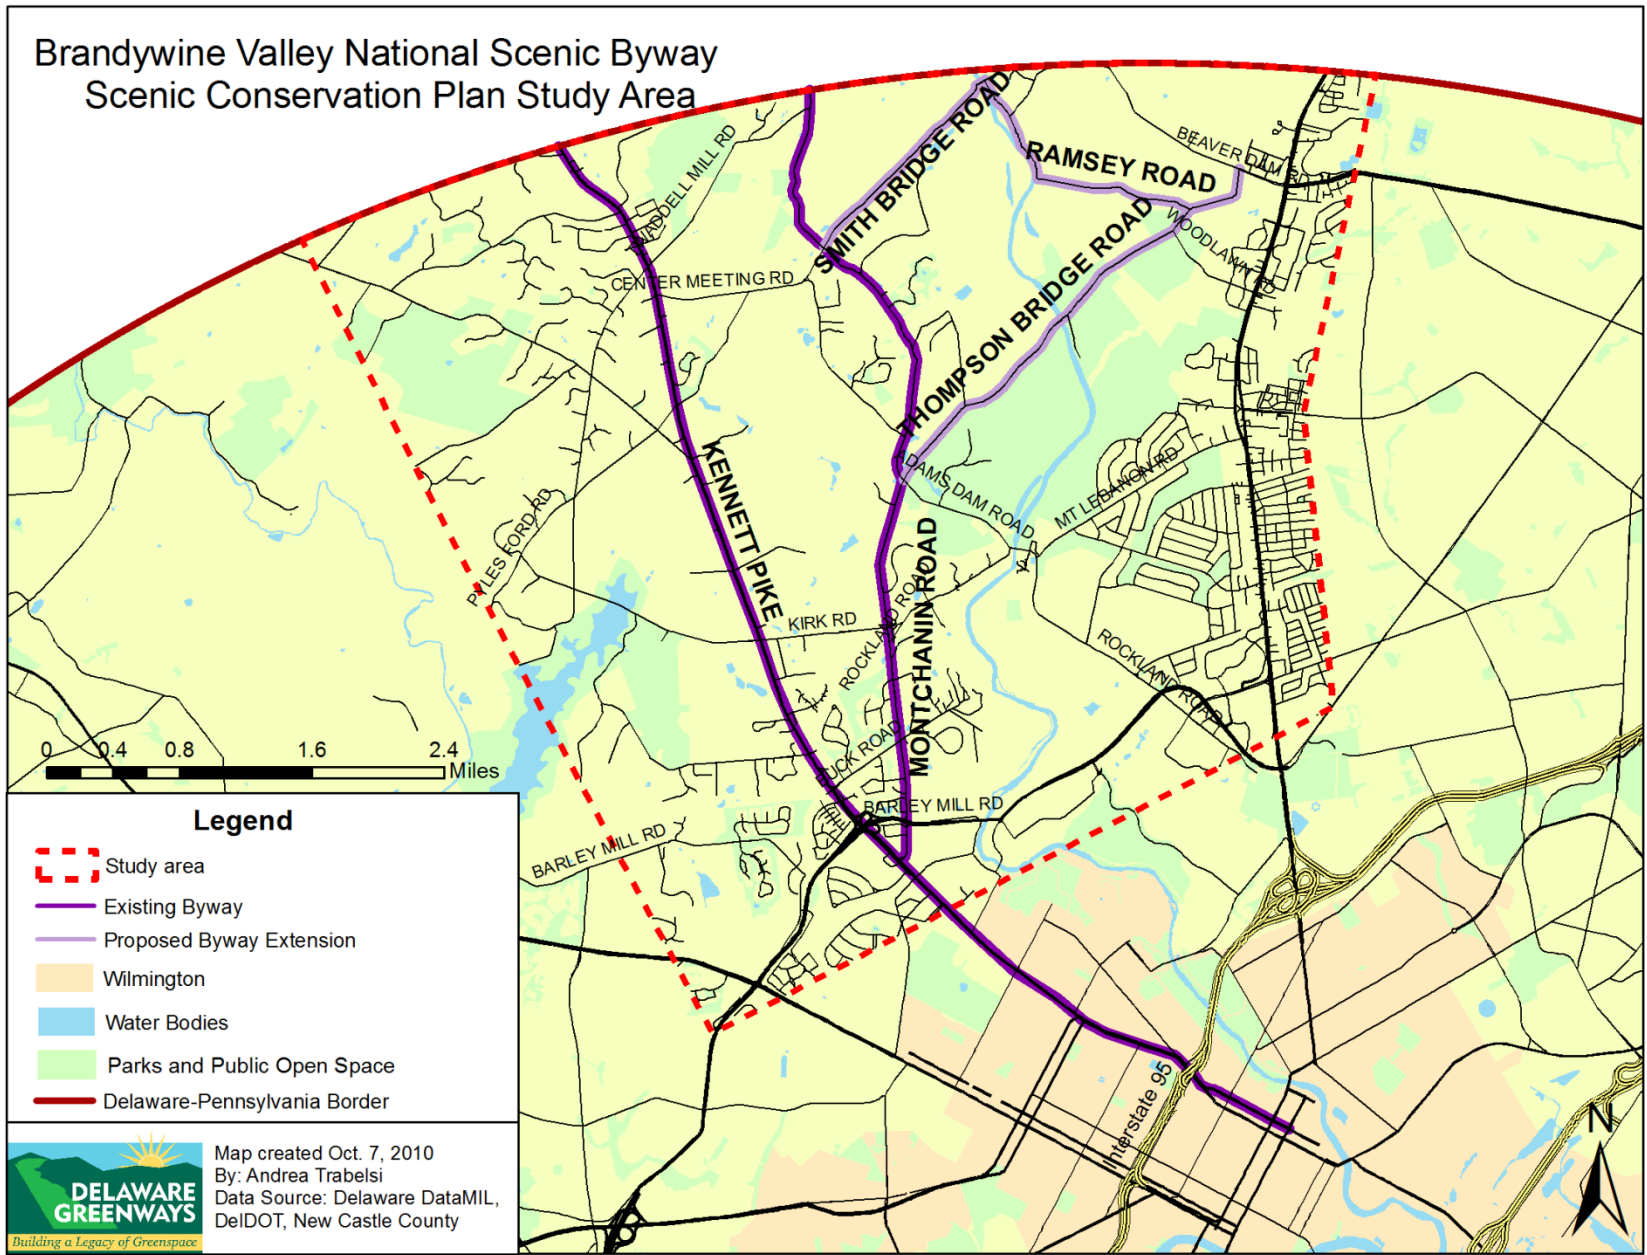 Brandywine Valley National Scenic Byway
Scenic Conservation Plan Study Area
SMITH BRIDGE ROAD
RAMSEY ROAD
BEAVER DAM RD
WADDELL MILL RD
WOODLAWN RD
CENTER MEETING RD
THOMPSON BRIDGE ROAD
KENNETT PIKE
ADAMS DAM ROAD
MT LEBANON RD
PYLES FORD RD
MONTCHANIN ROAD
ROCKLAND ROAD
KIRK RD
ROCKLAND ROAD
BUCK ROAD
BARLEY MILL RD
BARLEY MILL RD
Interstate 95
0 0.4 0.8 1.6 2.4
Miles
Legend
Study area
Existing Byway
Proposed Byway Extension
Wilmington
Water Bodies
Parks and Public Open Space
Delaware-Pennsylvania Border
DELAWARE
GREENWAYS
Building a Legacy of Greenspace
Map created Oct. 7, 2010
By: Andrea Trabelsi
Data Source: Delaware DataMIL,
DelDOT, New Castle County
N